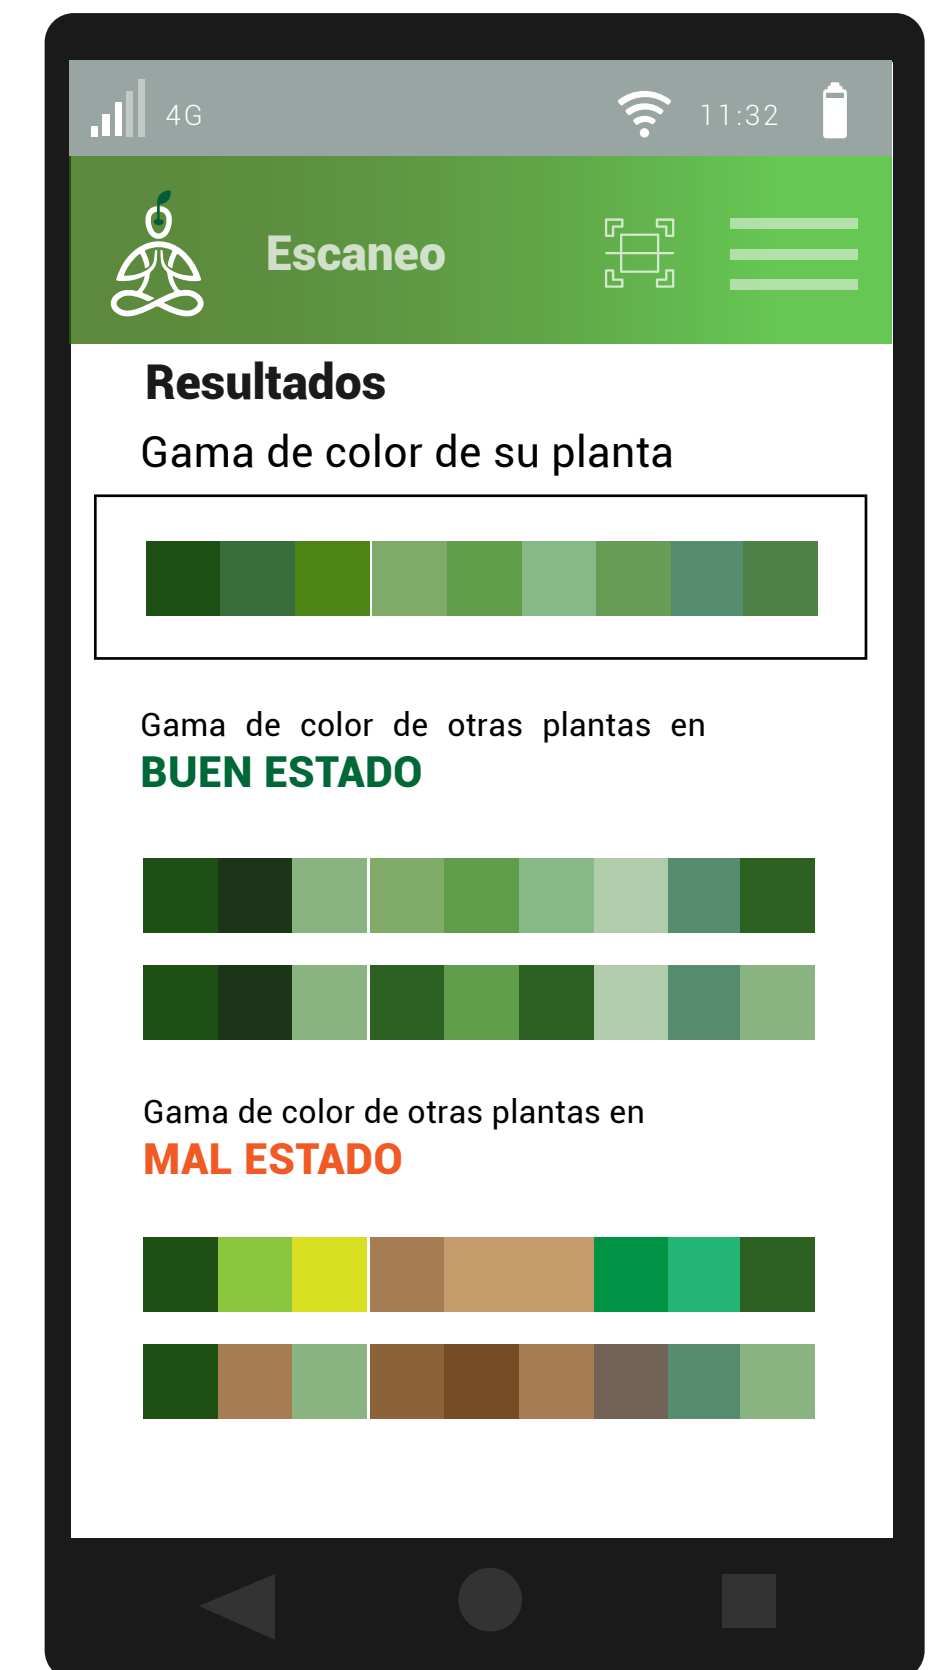 4G 11:32
Escaneo
Resultados
Gama de color de su planta
Gama de color de otras plantas en
BUEN ESTADO
Gama de color de otras plantas en
MAL ESTADO